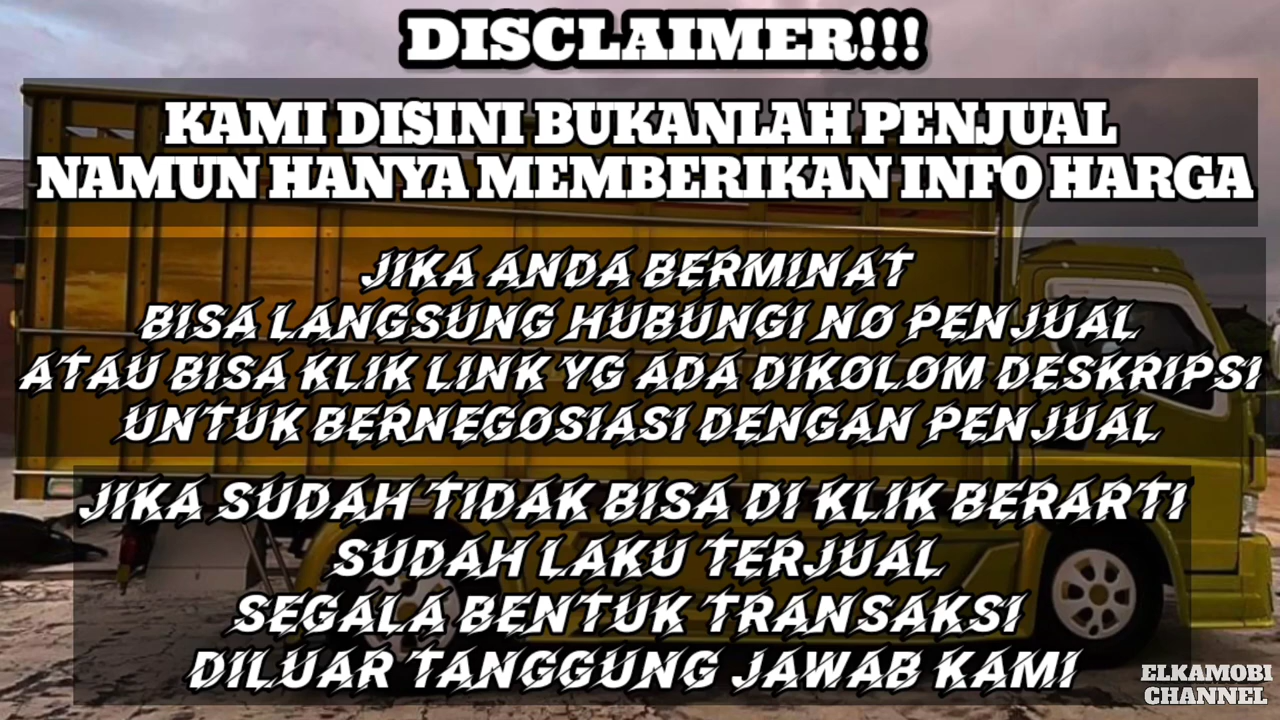 DISCLAIMER!!!
KAMI DISINI BUKANLAH PENJUAL
NAMUN HANYA MEMBERIKAN INFO HARGA
JIKA ANDA BERMINAT
BISA LANGSUNG HUBUNGI NO PENJUAL
ATAU BISA KLIK LINK YG ADA DIKOLOM DESKRIPSI
UNTUK BERNEGOSIASI DENGAN PENJUAL
JIKA SUDAH TIDAK BISA DI KLIK BERARTI
SUDAH LAKU TERJUAL
SEGALA BENTUK TRANSAKSI
DILUAR TANGGUNG JAWAB KAMI
ELKAMOBI
CHANNEL